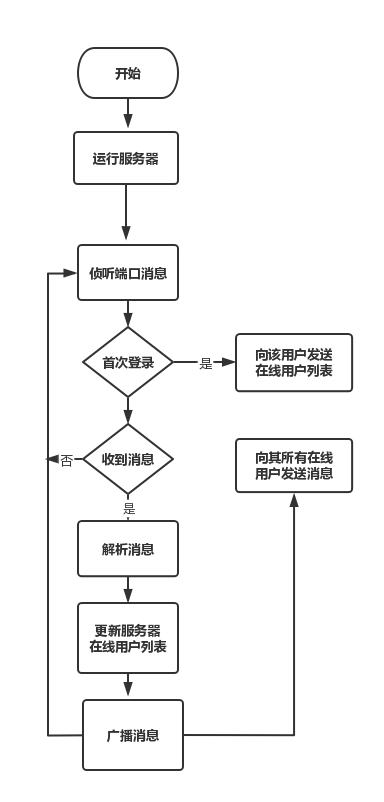 开始
运行服务器
侦听端口消息
首次登录
是
向该用户发送
在线用户列表
收到消息
否
向其所有在线
用户发送消息
是
解析消息
更新服务器
在线用户列表
广播消息